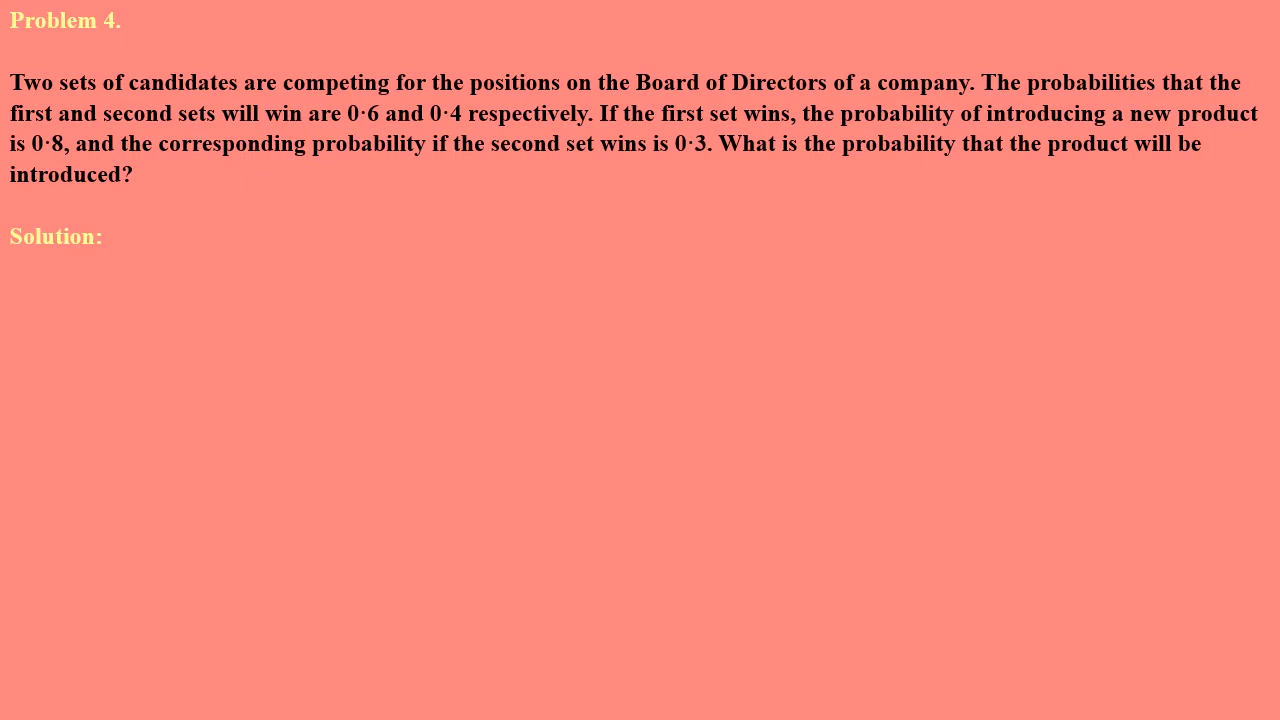 Problem 4.
Two sets of candidates are competing for the positions on the Board of Directors of a company. The probabilities that the
first and second sets will win are 0·6 and 0·4 respectively. If the first set wins, the probability of introducing a new product
is 0·8, and the corresponding probability if the second set wins is 0·3. What is the probability that the product will be
introduced?
Solution: